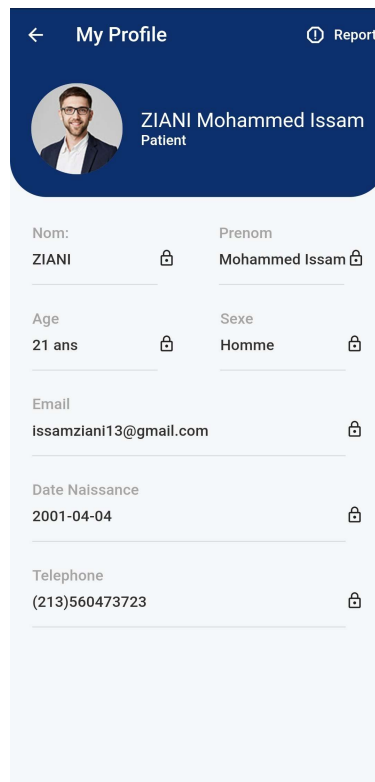 My Profile
Report
ZIANI Mohammed Issam
Patient
Nom:
Prenom
ZIANI
Mohammed Issam
Age
Sexe
21 ans
Homme
Email
issamziani13@gmail.com
Date Naissance
2001-04-04
Telephone
(213)560473723